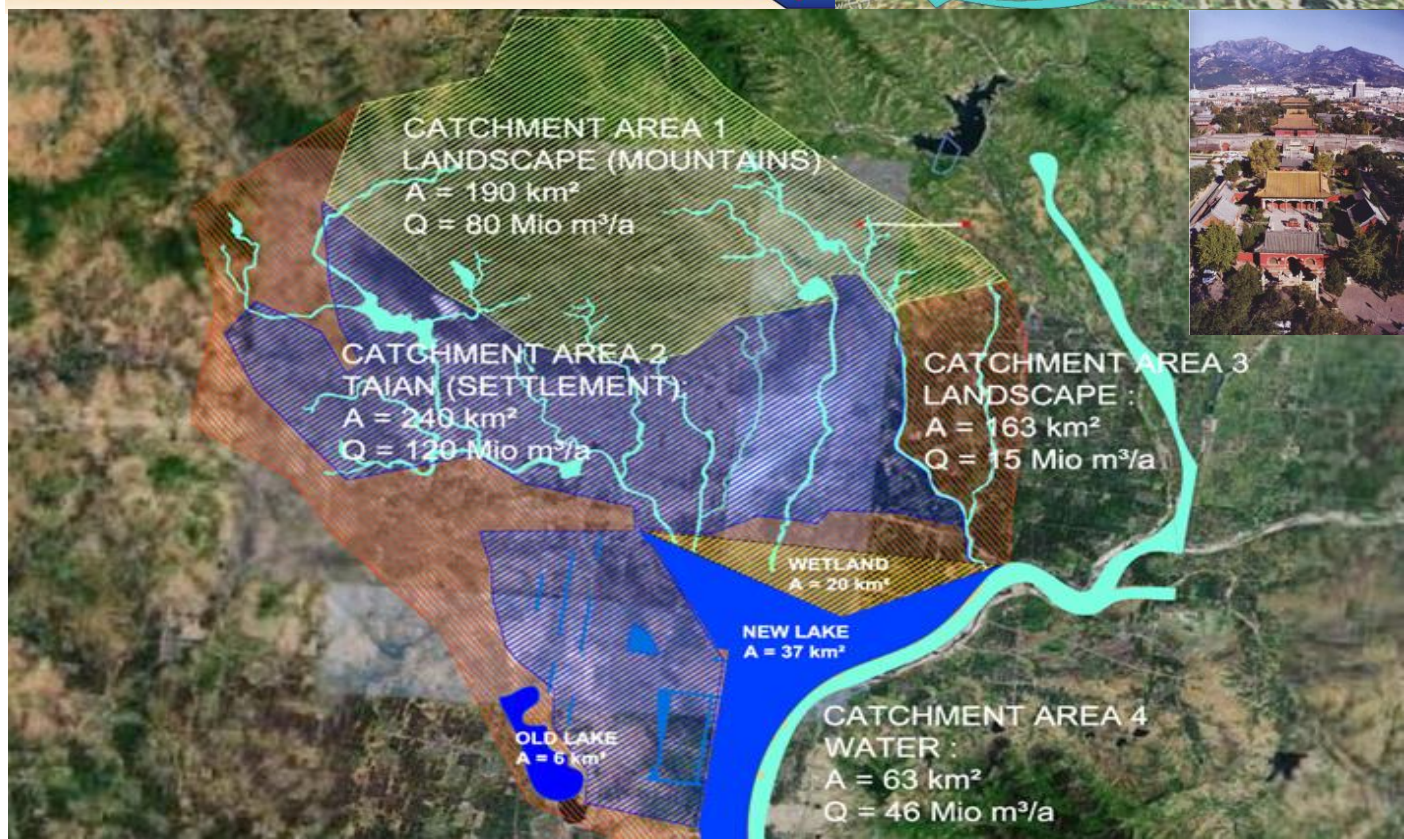 CATCHMENT AREA 1
LANDSCAPE (MOUNTAINS) :
A = 190 km²
Q = 80 Mio m³/a
CATCHMENT AREA 2
TAIAN (SETTLEMENT);
A = 240 km²
Q = 120 Mio m³/a
CATCHMENT AREA 3
LANDSCAPE :
A = 163 km²
Q = 15 Mio m³/a
WETLAND
A = 20 km²
NEW LAKE
A = 37 km²
OLD LAKE
A = 6 km²
CATCHMENT AREA 4
WATER :
A = 63 km²
Q = 46 Mio m³/a